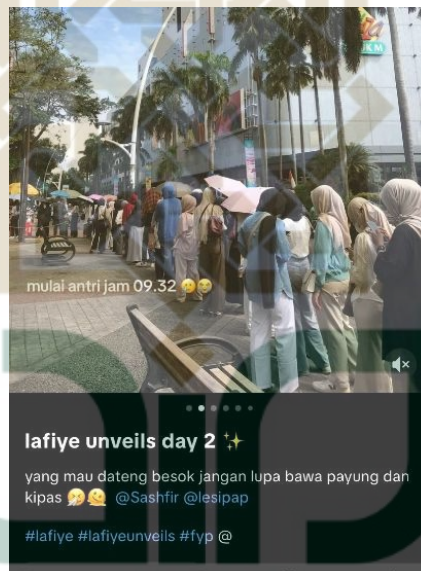 KM
mulai antri jam 09.32 🥲😭
lafiye unveils day 2 ✨
yang mau dateng besok jangan lupa bawa payung dan
kipas 🤧🫠 @Sashfir @lesipap
#lafiye #lafiyeunveils #fyp @